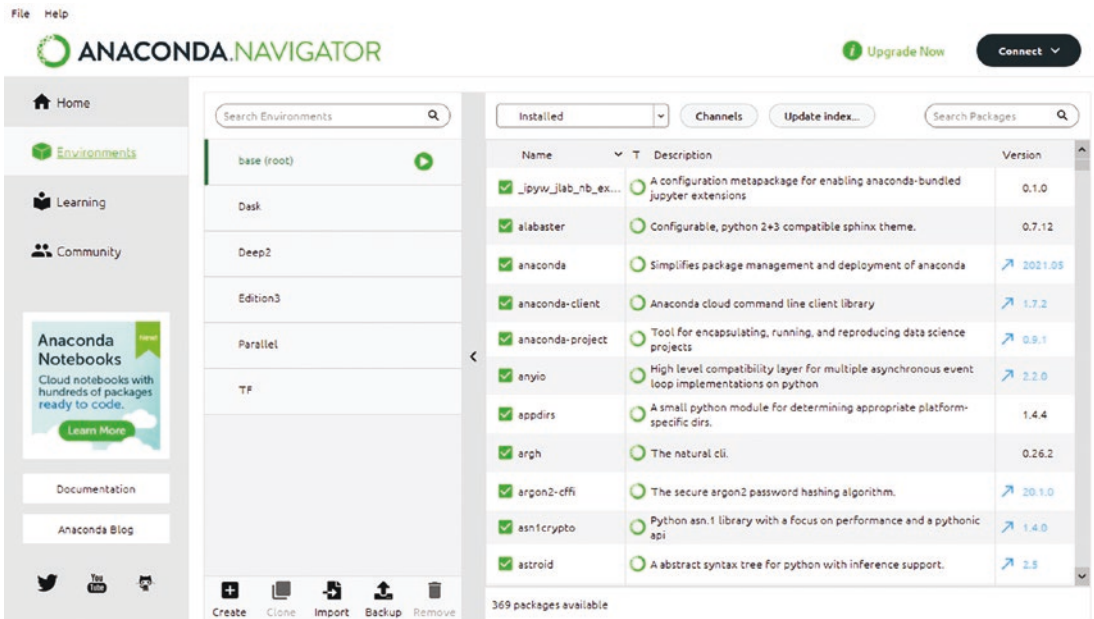 File Help
ANACONDA.NAVIGATOR
Upgrade Now
Connect
Home
Environments
Learning
Community
Anaconda
Notebooks
New!
Cloud notebooks with
hundreds of packages
ready to code.
Learn More
Documentation
Anaconda Blog
You
Tube
Search Environments
base (root)
Dask
Deep2
Edition3
Parallel
TF
Create Clone Import Backup Remove
Installed Channels Update index... Search Packages
Name T Description Version
_ipyw_jlab_nb_ex... A configuration metapackage for enabling anaconda-bundled
jupyter extensions 0.1.0
alabaster Configurable, python 2+3 compatible sphinx theme. 0.7.12
anaconda Simplifies package management and deployment of anaconda 2021.05
anaconda-client Anaconda cloud command line client library 1.7.2
anaconda-project Tool for encapsulating, running, and reproducing data science
projects 0.9.1
anyio High level compatibility layer for multiple asynchronous event
loop implementations on python 2.2.0
appdirs A small python module for determining appropriate platform-
specific dirs. 1.4.4
argh The natural cli. 0.26.2
argon2-cffi The secure argon2 password hashing algorithm. 20.1.0
asn1crypto Python asn.1 library with a focus on performance and a pythonic
api 1.4.0
astroid A abstract syntax tree for python with inference support. 2.5
369 packages available